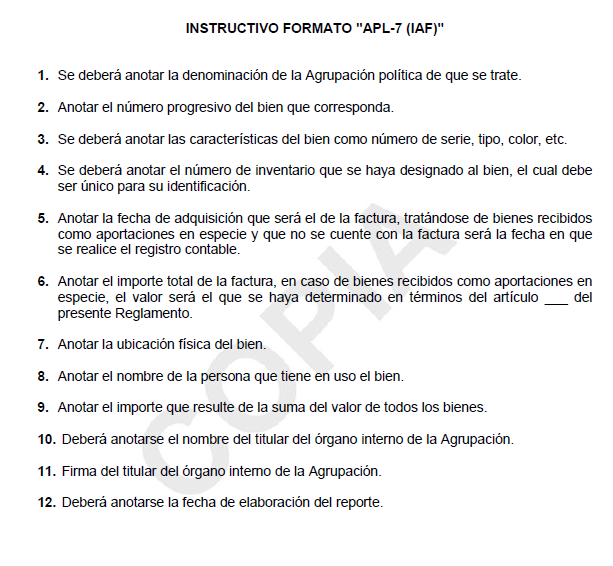 INSTRUCTIVO FORMATO "APL-7 (IAF)"
1. Se deberá anotar la denominación de la Agrupación política de que se trate.
2. Anotar el número progresivo del bien que corresponda.
3. Se deberá anotar las características del bien como número de serie, tipo, color, etc.
4. Se deberá anotar el número de inventario que se haya designado al bien, el cual debe
ser único para su identificación.
5. Anotar la fecha de adquisición que será el de la factura, tratándose de bienes recibidos
como aportaciones en especie y que no se cuente con la factura será la fecha en que
se realice el registro contable.
6. Anotar el importe total de la factura, en caso de bienes recibidos como aportaciones en
especie, el valor será el que se haya determinado en términos del artículo ___ del
presente Reglamento.
7. Anotar la ubicación física del bien.
8. Anotar el nombre de la persona que tiene en uso el bien.
9. Anotar el importe que resulte de la suma del valor de todos los bienes.
10. Deberá anotarse el nombre del titular del órgano interno de la Agrupación.
11. Firma del titular del órgano interno de la Agrupación.
12. Deberá anotarse la fecha de elaboración del reporte.
COPIA